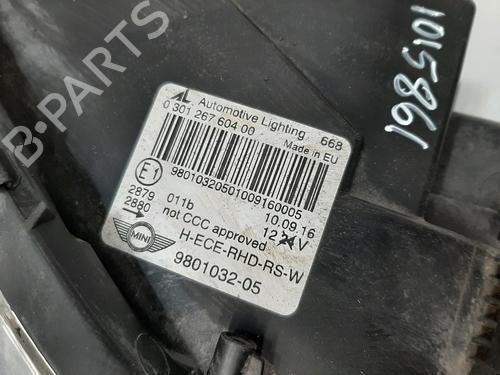 AL Automotive Lighting 668
0 301 267 604 00 Made in EU
98010320501009160005
E1
2879 011b 10.09.16
2880 not CCC approved 12 V
MINI H-ECE-RHD-RS-W
9801032-05
B-PARTS